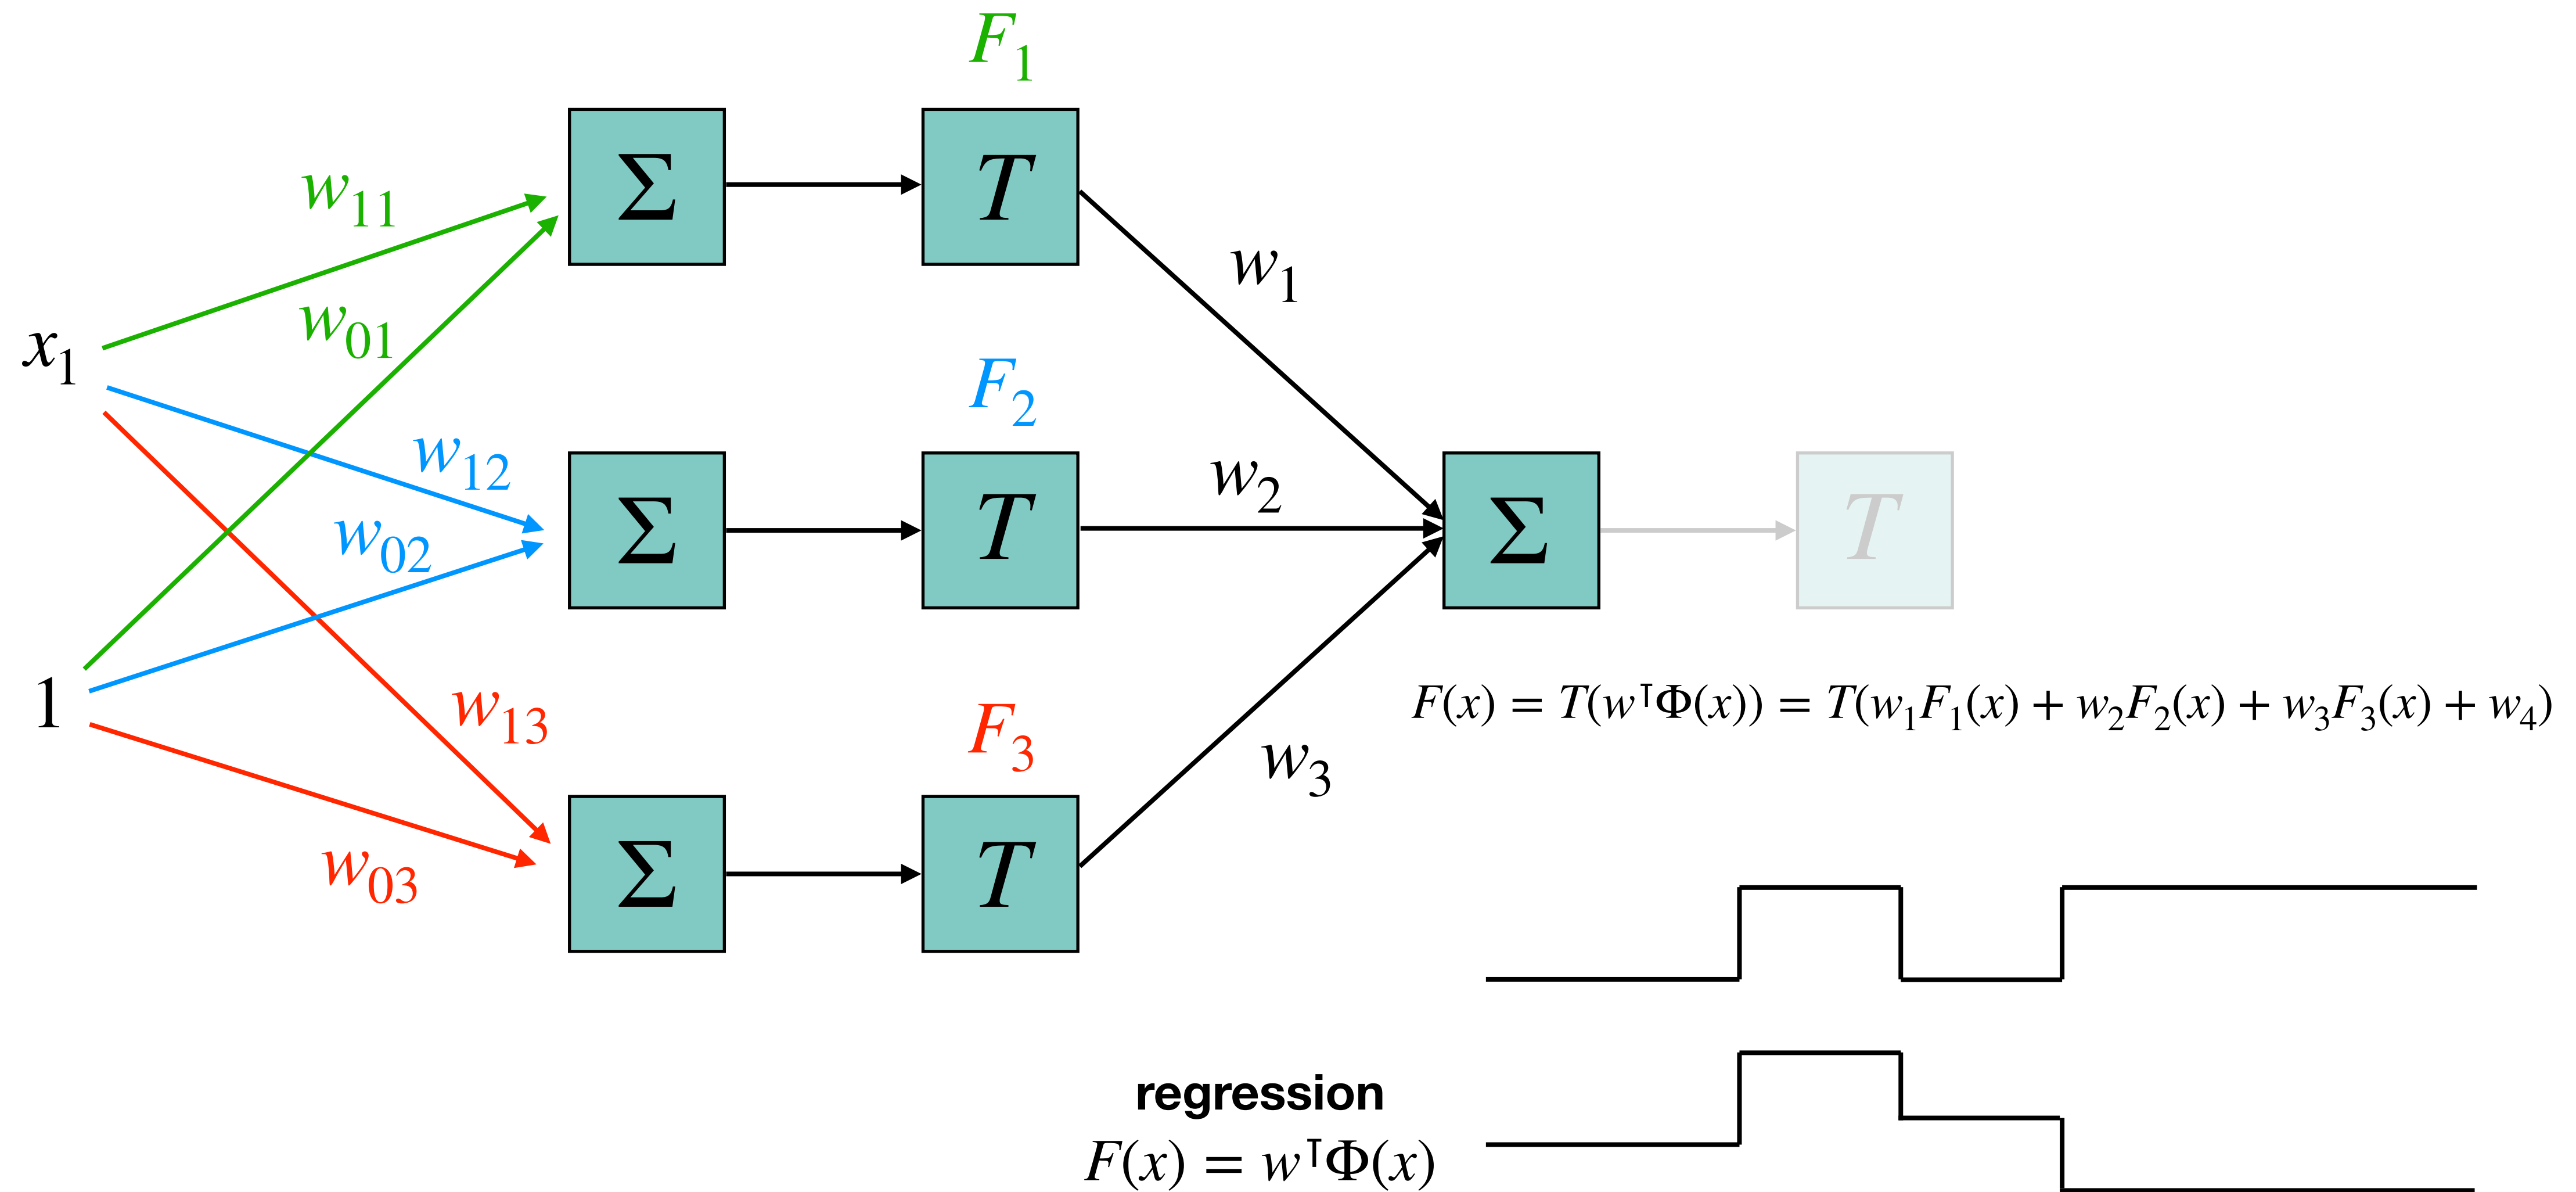 F₁
Σ T
w₁₁
w₀₁
w₁
x₁
F₂
w₁₂
w₂
w₀₂
Σ T Σ T
1
w₁₃
F₃
F(x) = T(w⊺Φ(x)) = T(w₁F₁(x) + w₂F₂(x) + w₃F₃(x) + w₄)
w₃
w₀₃
Σ T
regression
F(x) = w⊺Φ(x)